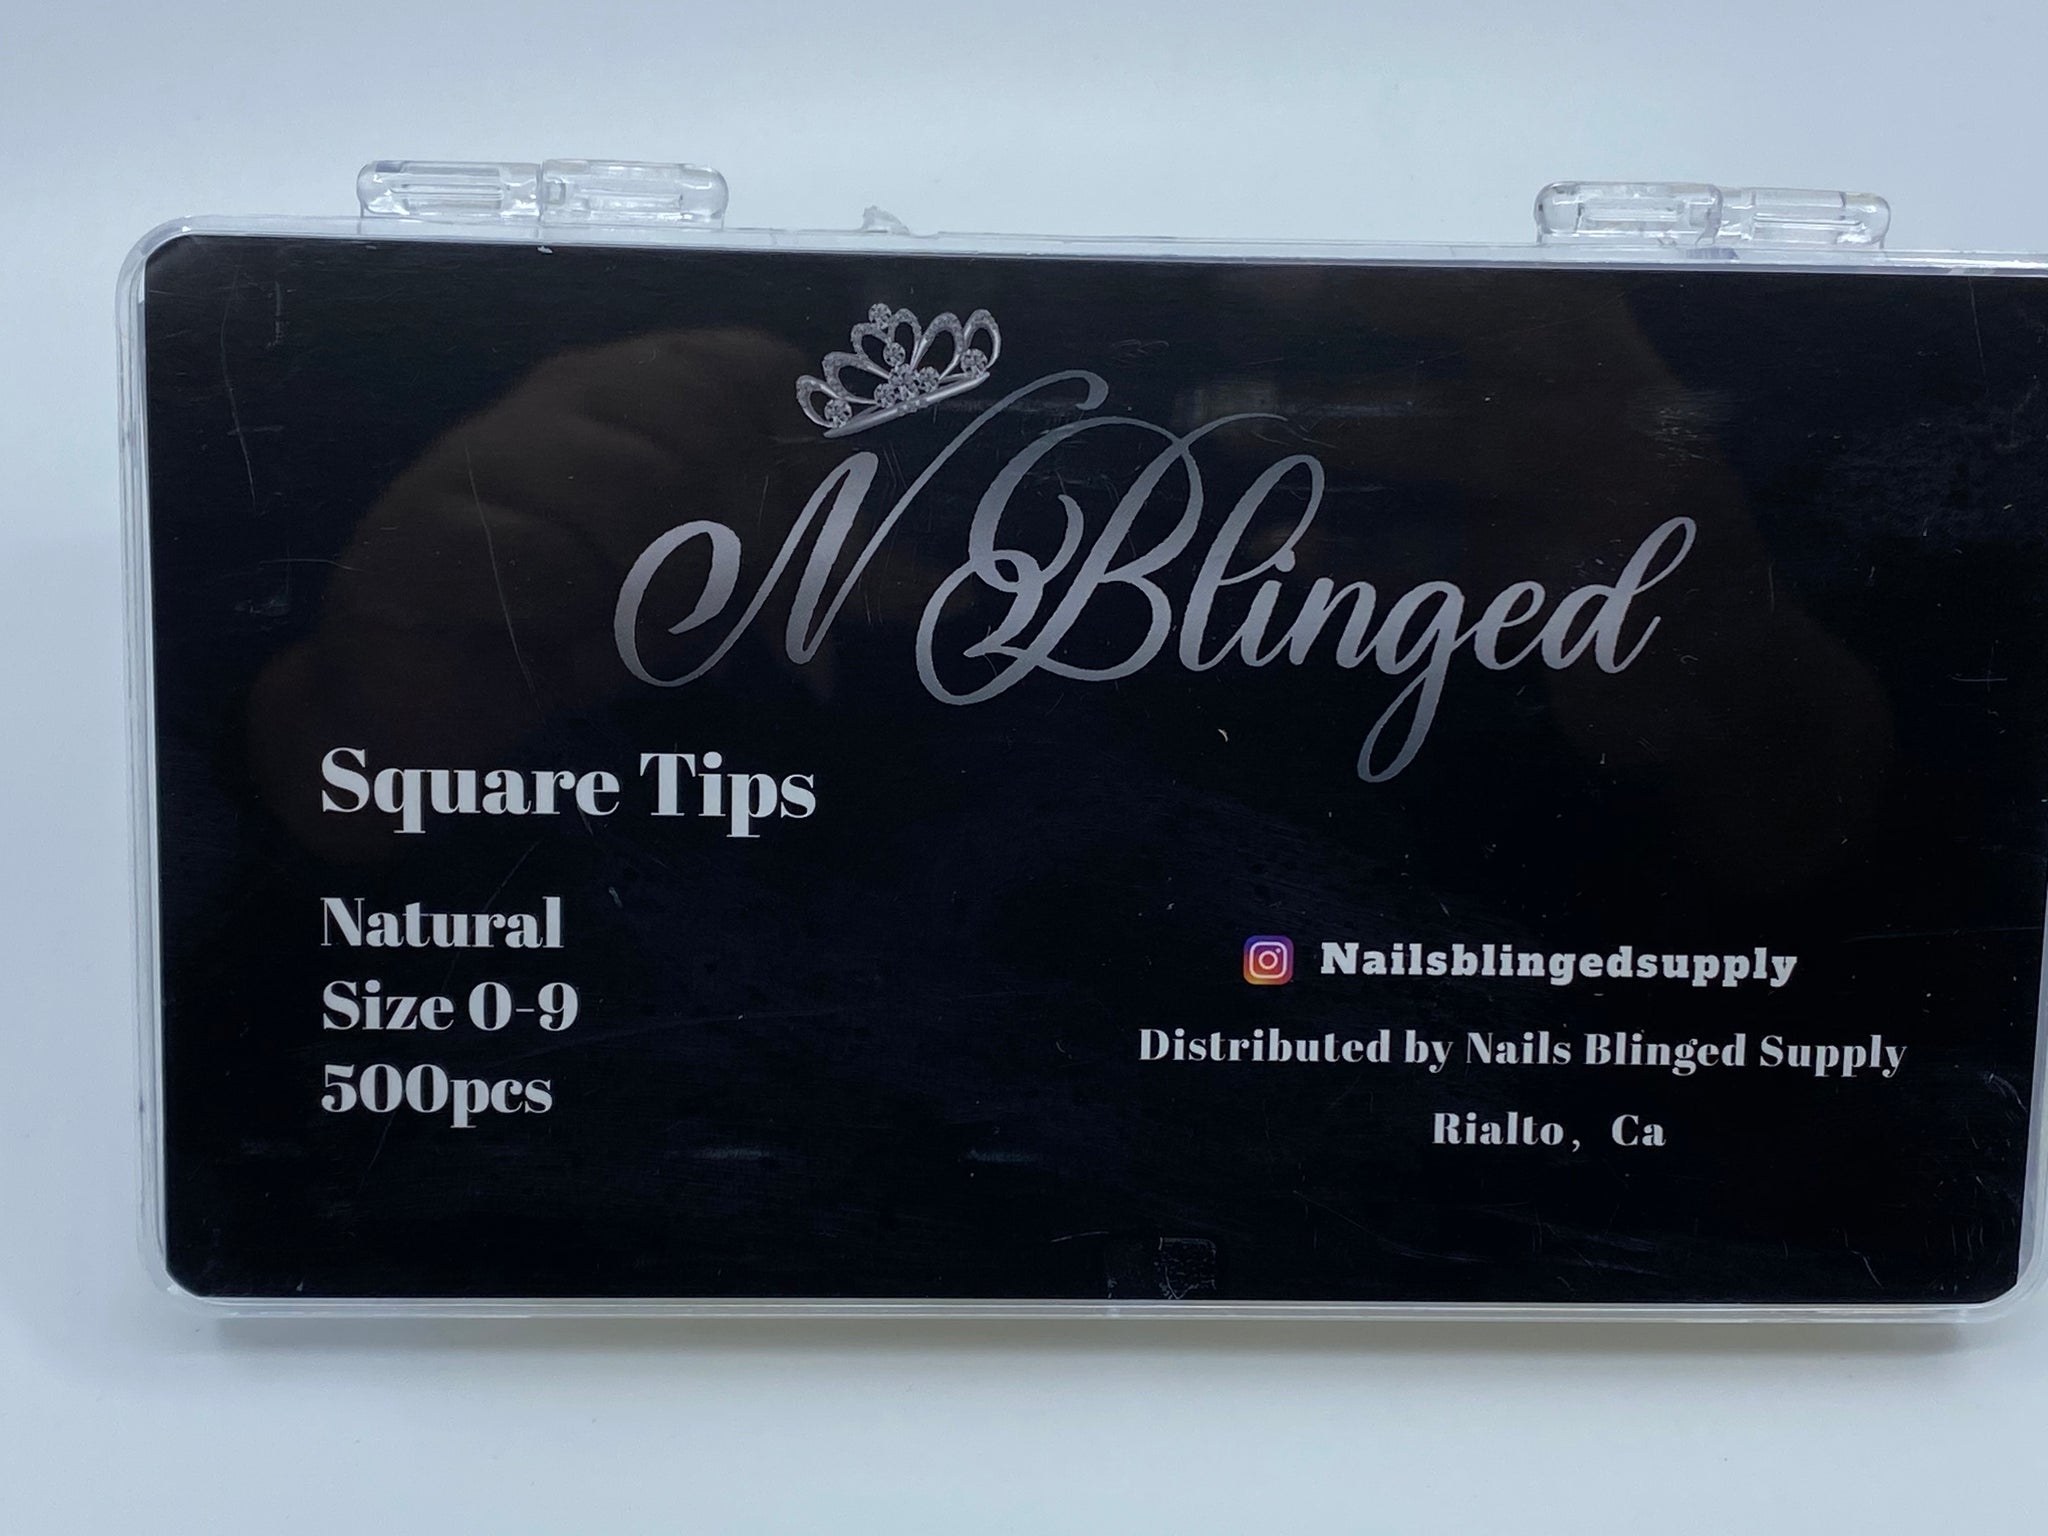 N Blinged
Square Tips
Natural
Size 0-9
500pcs
Nailsblingedsupply
Distributed by Nails Blinged Supply
Rialto, Ca